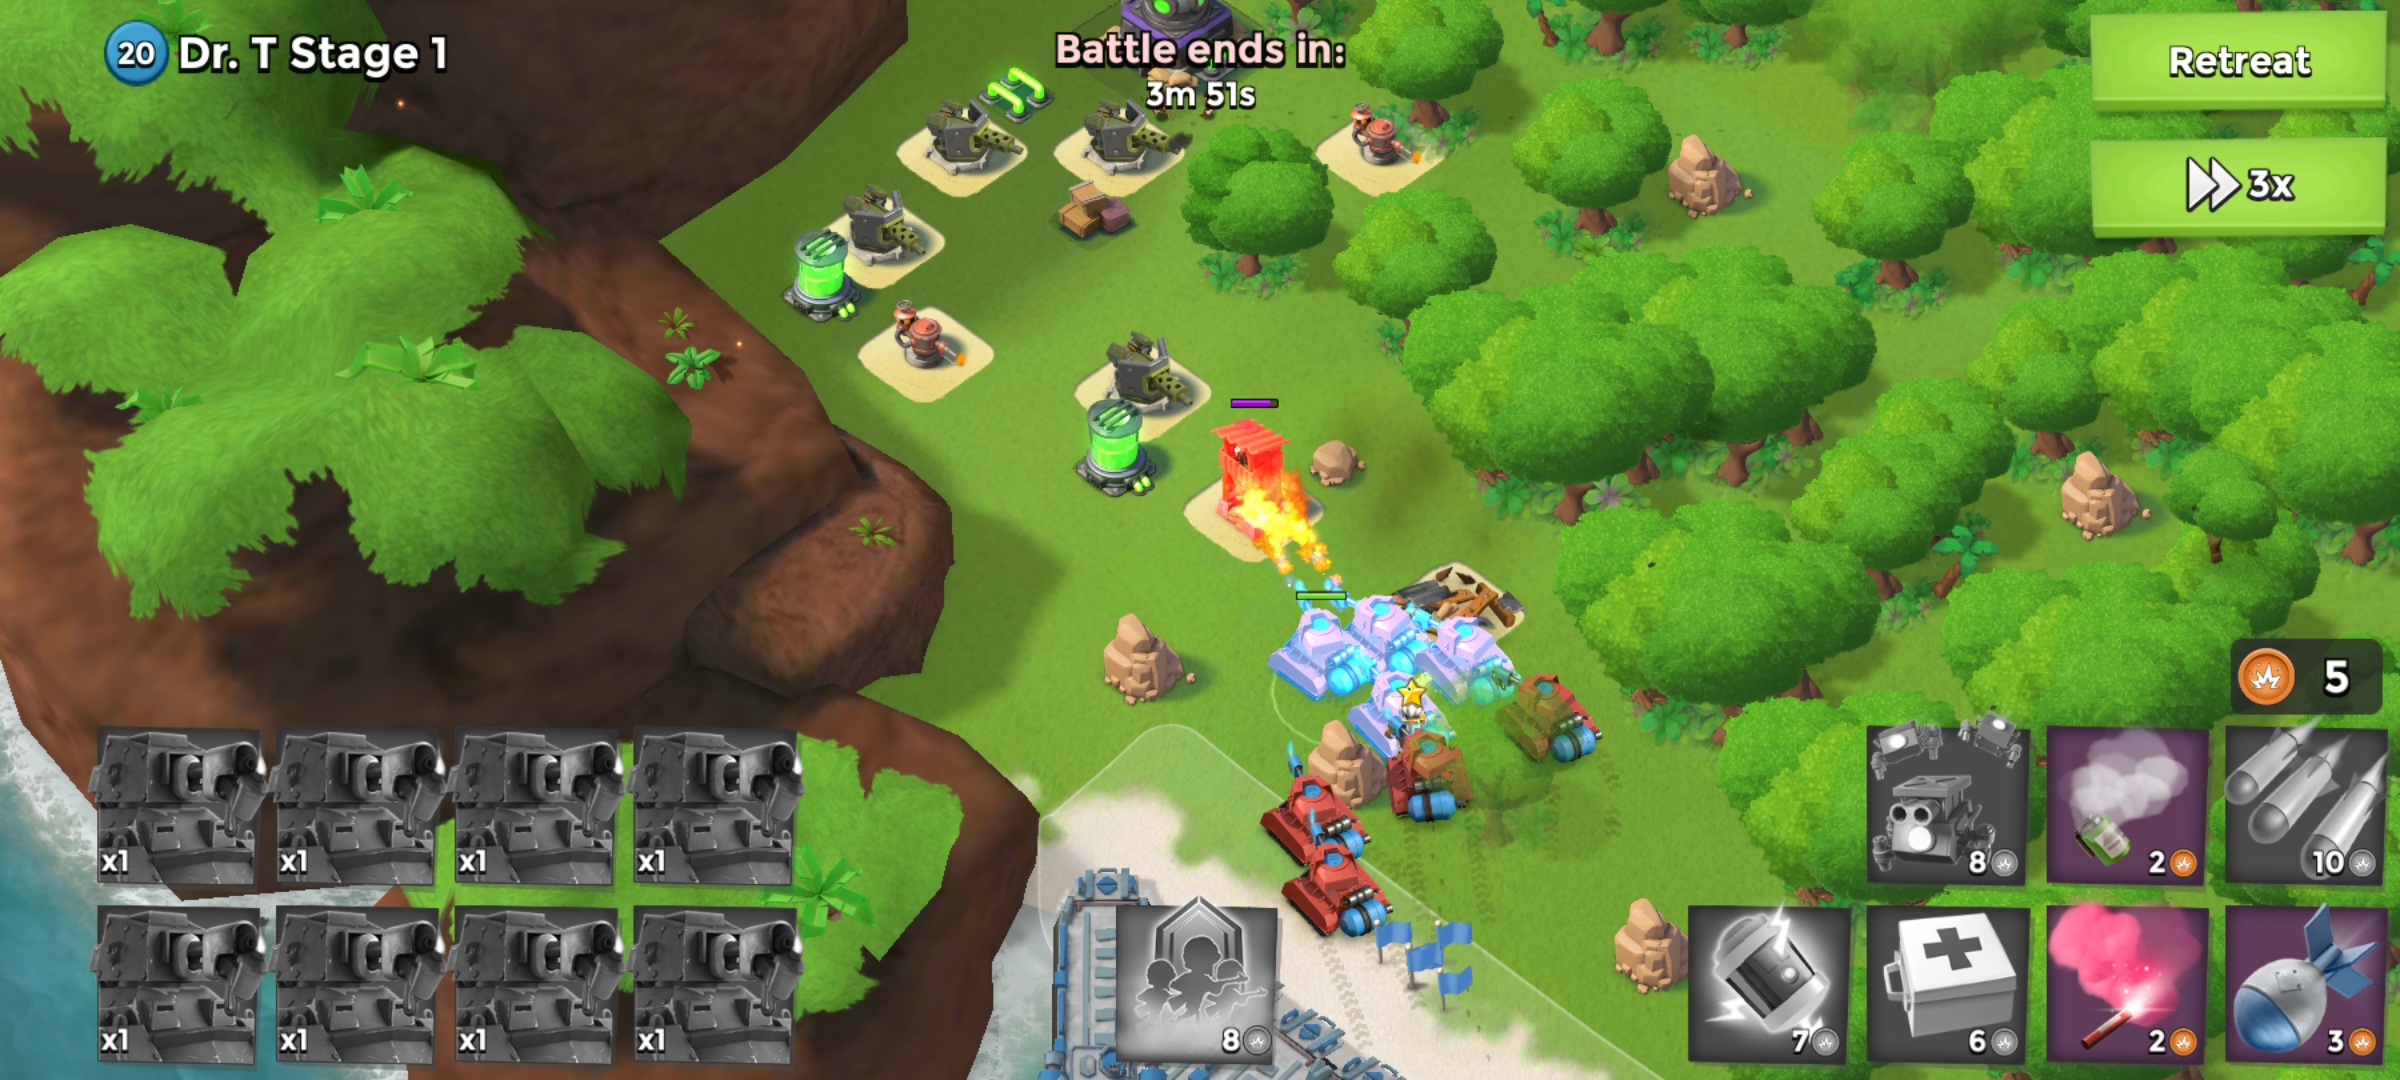 20 Dr. T Stage 1
Battle ends in:
3m 51s
Retreat
3x
5
x1 x1 x1 x1
8 2 10
x1 x1 x1 x1
8 7 6 2 3